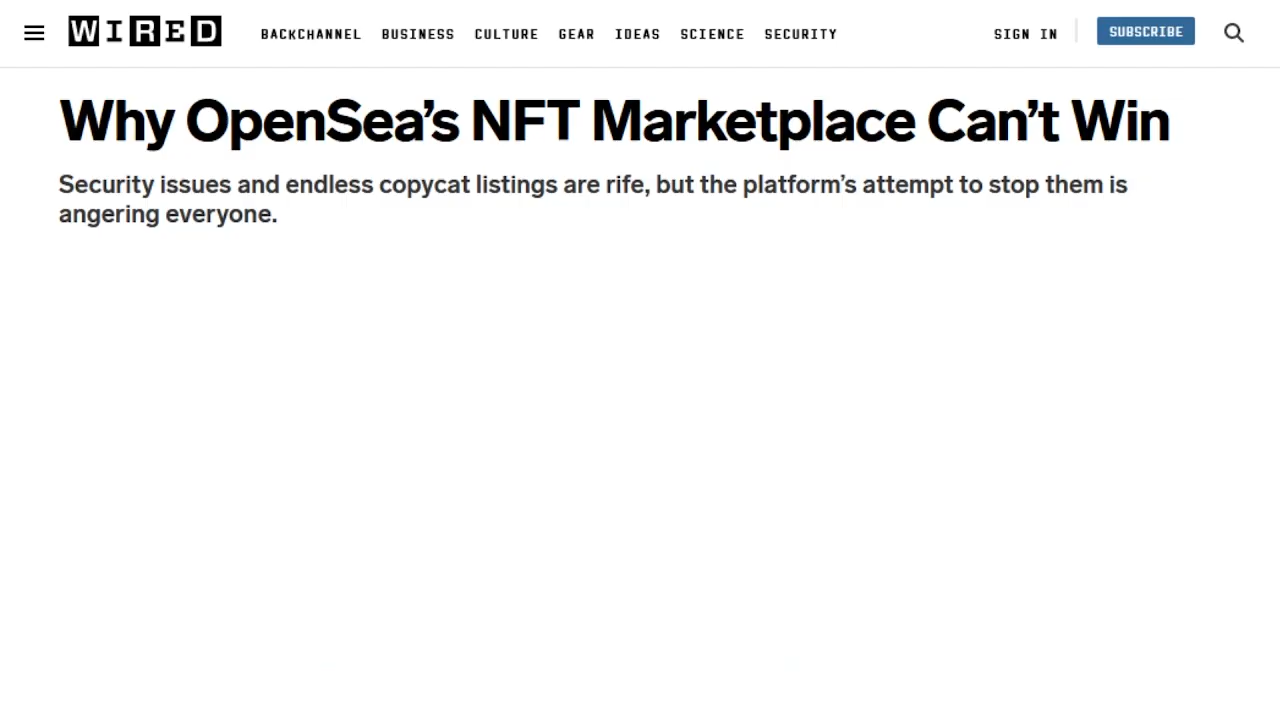 WIRED BACKCHANNEL BUSINESS CULTURE GEAR IDEAS SCIENCE SECURITY SIGN IN SUBSCRIBE
Why OpenSea’s NFT Marketplace Can’t Win
Security issues and endless copycat listings are rife, but the platform’s attempt to stop them is
angering everyone.